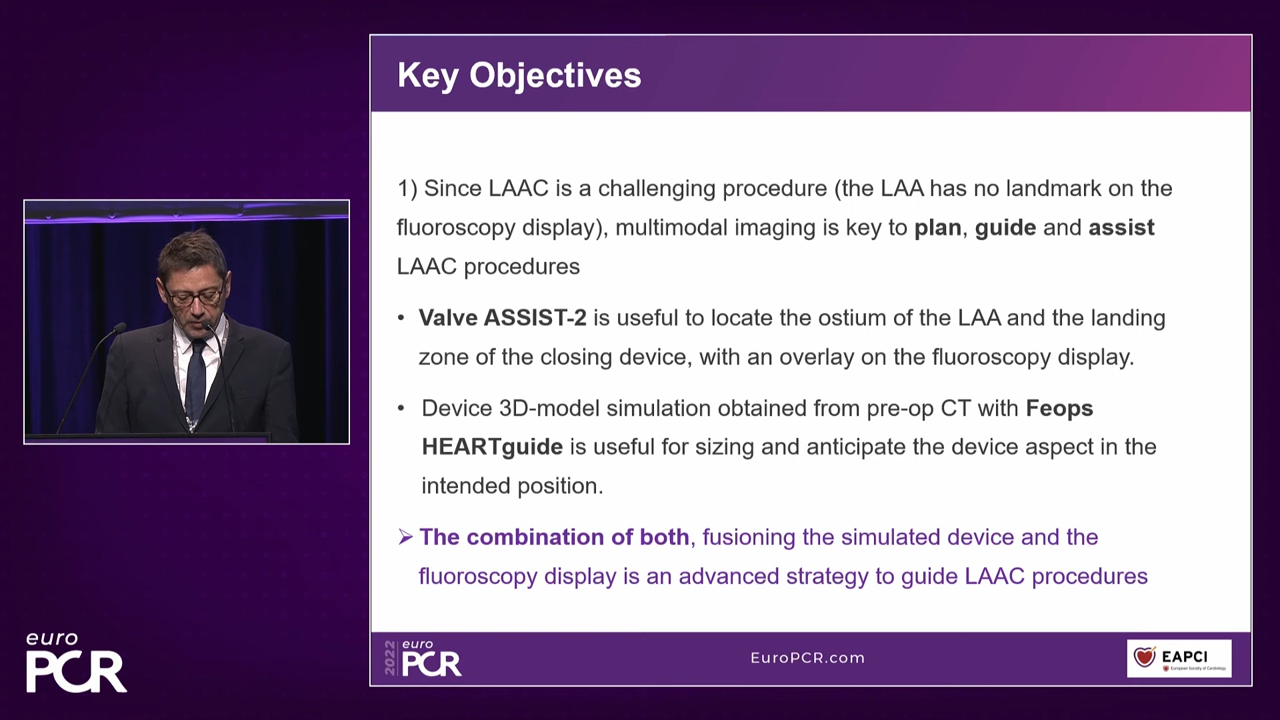 Key Objectives
1) Since LAAC is a challenging procedure (the LAA has no landmark on the
fluoroscopy display), multimodal imaging is key to plan, guide and assist
LAAC procedures
• Valve ASSIST-2 is useful to locate the ostium of the LAA and the landing
zone of the closing device, with an overlay on the fluoroscopy display.
• Device 3D-model simulation obtained from pre-op CT with Feops
HEARTguide is useful for sizing and anticipate the device aspect in the
intended position.
➢ The combination of both, fusioning the simulated device and the
fluoroscopy display is an advanced strategy to guide LAAC procedures
euro
PCR
2022
euro
PCR
EuroPCR.com
EAPCI
European Society of Cardiology